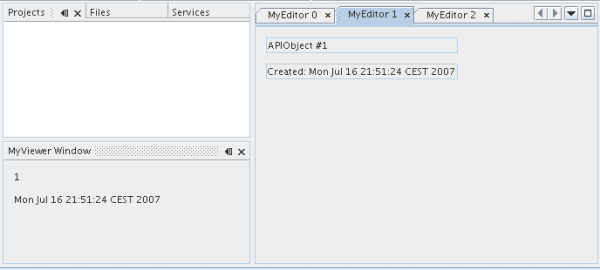 Projects Files Services
MyEditor 0 MyEditor 1 MyEditor 2
APIObject #1
Created: Mon Jul 16 21:51:24 CEST 2007
MyViewer Window
1
Mon Jul 16 21:51:24 CEST 2007